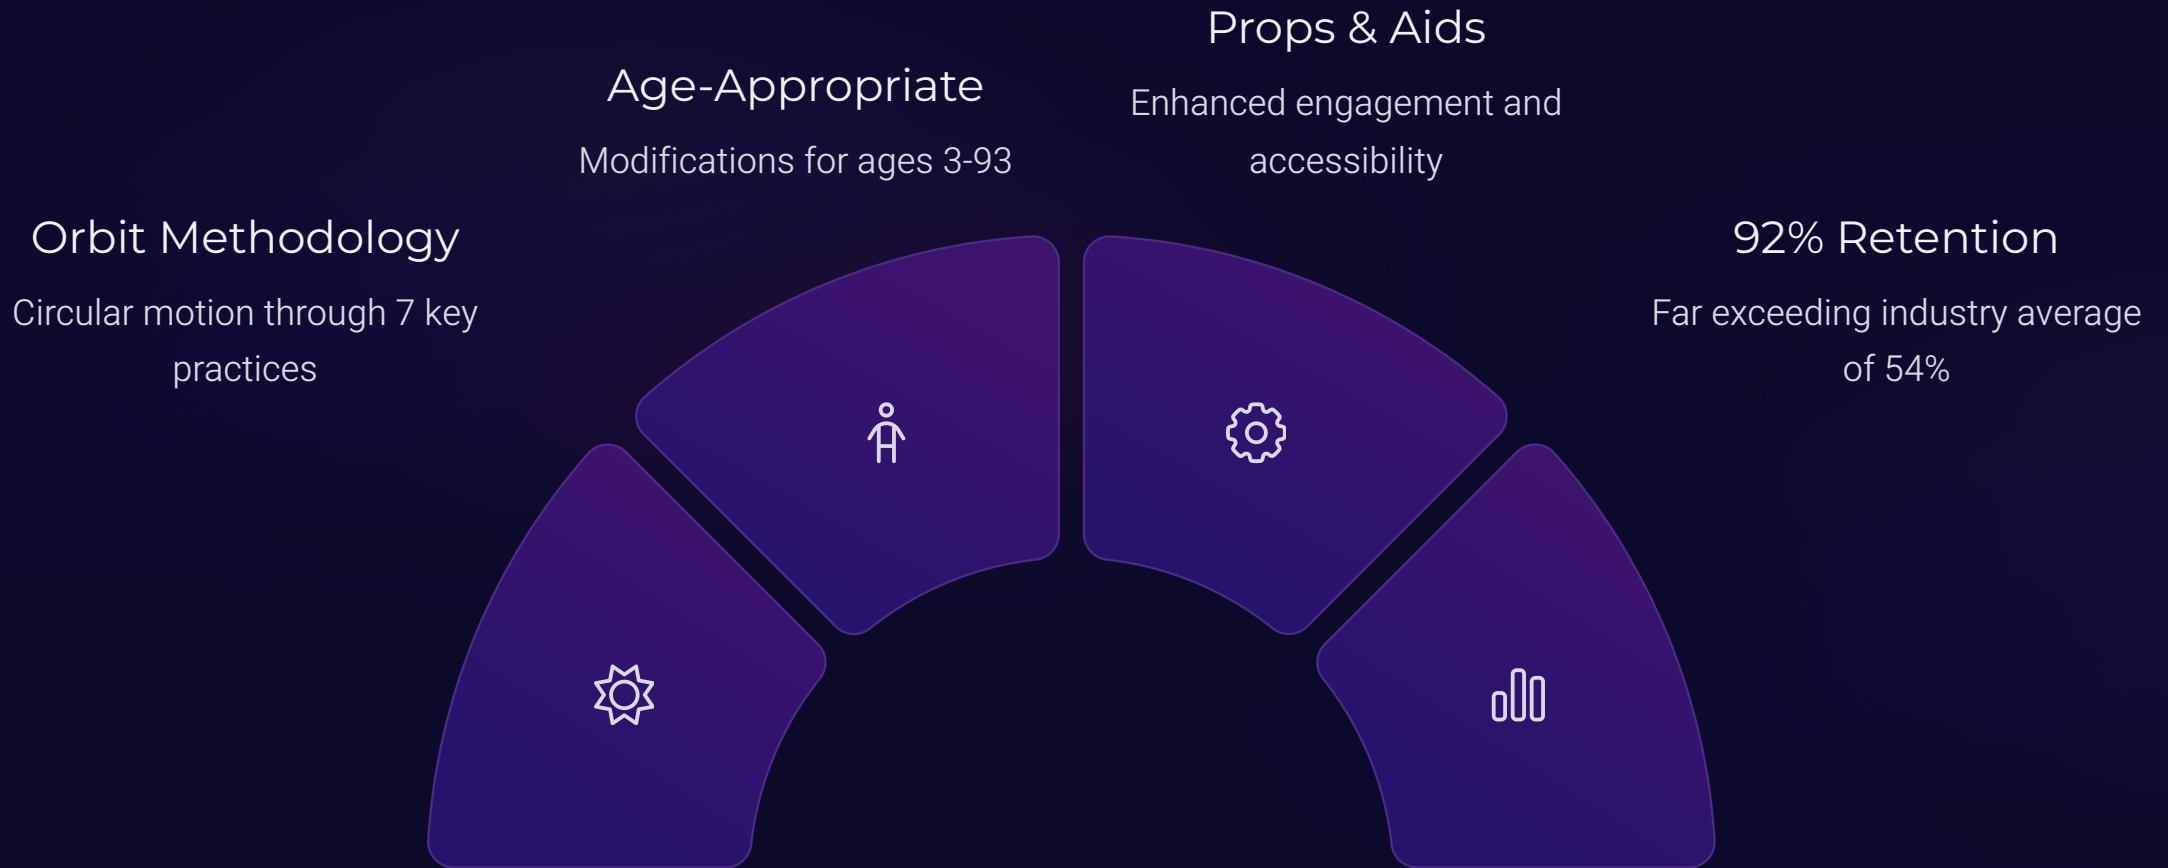 Orbit Methodology
Circular motion through 7 key
practices
Age-Appropriate
Modifications for ages 3-93
Props & Aids
Enhanced engagement and
accessibility
92% Retention
Far exceeding industry average
of 54%